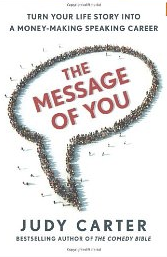 TURN YOUR LIFE STORY INTO
A MONEY-MAKING SPEAKING CAREER
THE
MESSAGE
OF YOU
JUDY CARTER
BESTSELLING AUTHOR OF THE COMEDY BIBLE